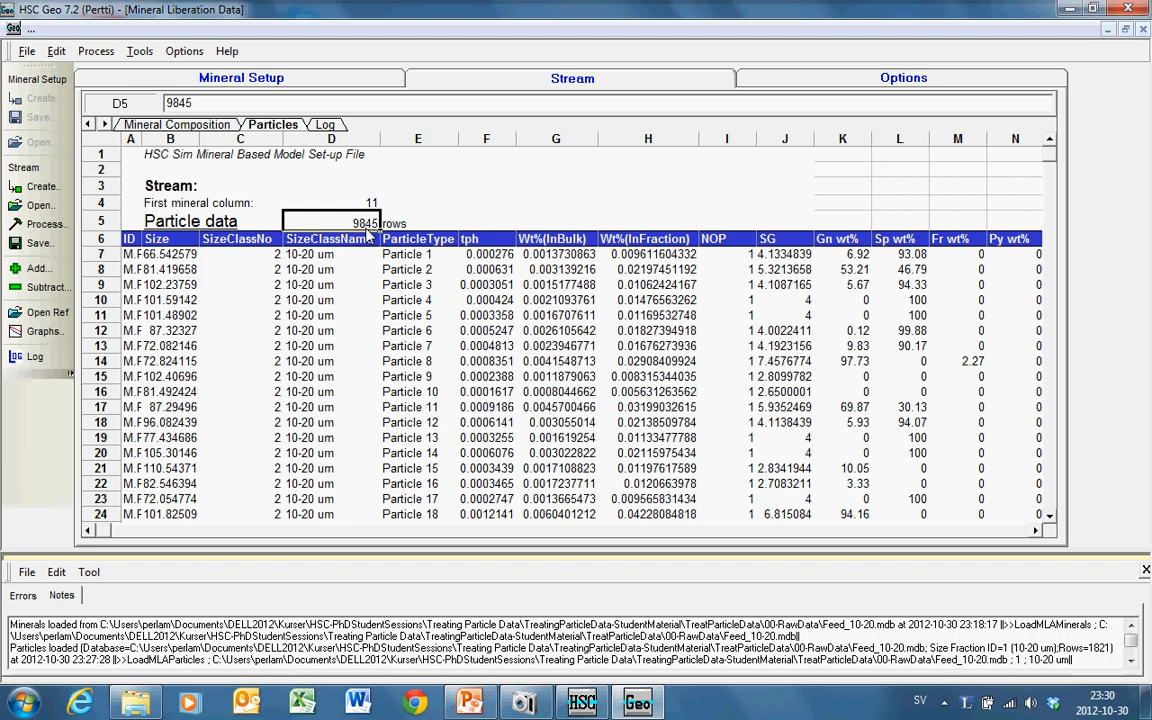 HSC Geo 7.2 (Pertti) - [Mineral Liberation Data]
Geo ...
File Edit Process Tools Options Help
Mineral Setup
Create..
Save..
Open..
Stream
Create..
Open..
Process..
Save..
Add...
Subtract..
Open Ref
Graphs..
LOG Log
Mineral Setup Stream Options
D5 9845
Mineral Composition Particles Log
A B C D E F G H I J K L M N
1 HSC Sim Mineral Based Model Set-up File
2
3 Stream:
4 First mineral column: 11
5 Particle data 9845 rows
6 ID Size SizeClassNo SizeClassName ParticleType tph Wt%(InBulk) Wt%(InFraction) NOP SG Gn wt% Sp wt% Fr wt% Py wt%
7 M.F 66.542579 2 10-20 um Particle 1 0.000276 0.0013730863 0.009611604332 1 4.1334839 6.92 93.08 0 0
8 M.F 81.419658 2 10-20 um Particle 2 0.000631 0.003139216 0.02197451192 1 5.3213658 53.21 46.79 0 0
9 M.F 102.23759 2 10-20 um Particle 3 0.0003051 0.0015177488 0.01062424167 1 4.1087165 5.67 94.33 0 0
10 M.F 101.59142 2 10-20 um Particle 4 0.000424 0.0021093761 0.01476563262 1 4 0 100 0 0
11 M.F 101.48902 2 10-20 um Particle 5 0.0003358 0.0016707611 0.01169532748 1 4 0 100 0 0
12 M.F 87.32327 2 10-20 um Particle 6 0.0005247 0.0026105642 0.01827394918 1 4.0022411 0.12 99.88 0 0
13 M.F 72.082146 2 10-20 um Particle 7 0.0004813 0.0023946771 0.01676273936 1 4.1923156 9.83 90.17 0 0
14 M.F 72.824115 2 10-20 um Particle 8 0.0008351 0.0041548713 0.02908409924 1 7.4576774 97.73 0 2.27 0
15 M.F 102.40696 2 10-20 um Particle 9 0.0002388 0.0011879063 0.008315344035 1 2.8099782 0 0 0 0
16 M.F 81.492424 2 10-20 um Particle 10 0.0001617 0.0008044662 0.005631263562 1 2.6650001 0 0 0 0
17 M.F 87.29496 2 10-20 um Particle 11 0.0009186 0.0045700466 0.03199032615 1 5.9352469 69.87 30.13 0 0
18 M.F 96.082439 2 10-20 um Particle 12 0.0006141 0.003055014 0.02138509784 1 4.1138439 5.93 94.07 0 0
19 M.F 77.434686 2 10-20 um Particle 13 0.0003255 0.001619254 0.01133477788 1 4 0 100 0 0
20 M.F 105.30146 2 10-20 um Particle 14 0.0006076 0.003022822 0.02115975434 1 4 0 100 0 0
21 M.F 110.54371 2 10-20 um Particle 15 0.0003439 0.0017108823 0.01197617565 1 2.8341944 10.05 0 0 0
22 M.F 82.546394 2 10-20 um Particle 16 0.0003465 0.0017237711 0.0120663968 1 2.7083211 3.33 0 0 0
23 M.F 72.054774 2 10-20 um Particle 17 0.0002747 0.0013665473 0.009565831434 1 4 0 100 0 0
24 M.F 101.82509 2 10-20 um Particle 18 0.0012141 0.0060401212 0.04228084818 1 6.815084 94.16 0 0 0
File Edit Tool X
Errors Notes
Minerals loaded from C:\Users\perlam\Documents\DELL2012\Kurser\HSC-PhDStudentSessions\Treating Particle Data\TreatingParticleData-StudentMaterial\TreatParticleData\00-RawData\Feed_10-20.mdb at 2012-10-30 23:18:17 ||>>LoadMLAMinerals ; C:
\Users\perlam\Documents\DELL2012\Kurser\HSC-PhDStudentSessions\Treating Particle Data\TreatingParticleData-StudentMaterial\TreatParticleData\00-RawData\Feed_10-20.mdb||
Particles loaded (Database=C:\Users\perlam\Documents\DELL2012\Kurser\HSC-PhDStudentSessions\Treating Particle Data\TreatingParticleData-StudentMaterial\TreatParticleData\00-RawData\Feed_10-20.mdb; Size Fraction ID=1 (10-20 um);Rows=1821)
at 2012-10-30 23:27:28 ||>>LoadMLAParticles ; C:\Users\perlam\Documents\DELL2012\Kurser\HSC-PhDStudentSessions\Treating Particle Data\TreatingParticleData-StudentMaterial\TreatParticleData\00-RawData\Feed_10-20.mdb ; 1 ; 10-20 um||
HSC Geo SV 23:30
2012-10-30